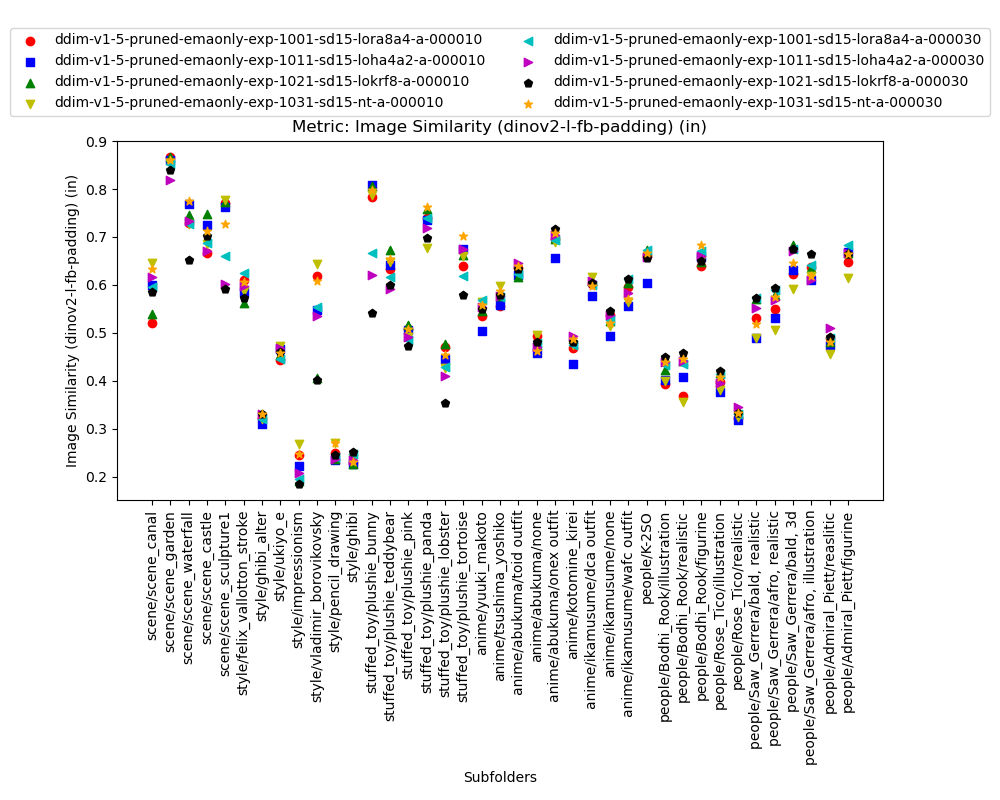 ddim-v1-5-pruned-emaonly-exp-1001-sd15-lora8a4-a-000010
ddim-v1-5-pruned-emaonly-exp-1011-sd15-loha4a2-a-000010
ddim-v1-5-pruned-emaonly-exp-1021-sd15-lokrf8-a-000010
ddim-v1-5-pruned-emaonly-exp-1031-sd15-nt-a-000010
ddim-v1-5-pruned-emaonly-exp-1001-sd15-lora8a4-a-000030
ddim-v1-5-pruned-emaonly-exp-1011-sd15-loha4a2-a-000030
ddim-v1-5-pruned-emaonly-exp-1021-sd15-lokrf8-a-000030
ddim-v1-5-pruned-emaonly-exp-1031-sd15-nt-a-000030
Metric: Image Similarity (dinov2-l-fb-padding) (in)
Image Similarity (dinov2-l-fb-padding) (in)
0.9
0.8
0.7
0.6
0.5
0.4
0.3
0.2
scene/scene_canal
scene/scene_garden
scene/scene_waterfall
scene/scene_castle
scene/scene_sculpture1
style/felix_vallotton_stroke
style/ghibi_alter
style/ukiyo_e
style/impressionism
style/vladimir_borovikovsky
style/pencil_drawing
style/ghibi
stuffed_toy/plushie_bunny
stuffed_toy/plushie_teddybear
stuffed_toy/plushie_pink
stuffed_toy/plushie_panda
stuffed_toy/plushie_lobster
stuffed_toy/plushie_tortoise
anime/yuuki_makoto
anime/tsushima_yoshiko
anime/abukuma/toid outfit
anime/abukuma/none
anime/abukuma/onex outfit
anime/kotomine_kirei
anime/ikamusume/dca outfit
anime/ikamusume/none
anime/ikamusume/wafc outfit
people/K-2SO
people/Bodhi_Rook/illustration
people/Bodhi_Rook/realistic
people/Bodhi_Rook/figurine
people/Rose_Tico/illustration
people/Rose_Tico/realistic
people/Saw_Gerrera/bald, realistic
people/Saw_Gerrera/afro, realistic
people/Saw_Gerrera/bald, 3d
people/Saw_Gerrera/afro, illustration
people/Admiral_Piett/reaslitic
people/Admiral_Piett/figurine
Subfolders